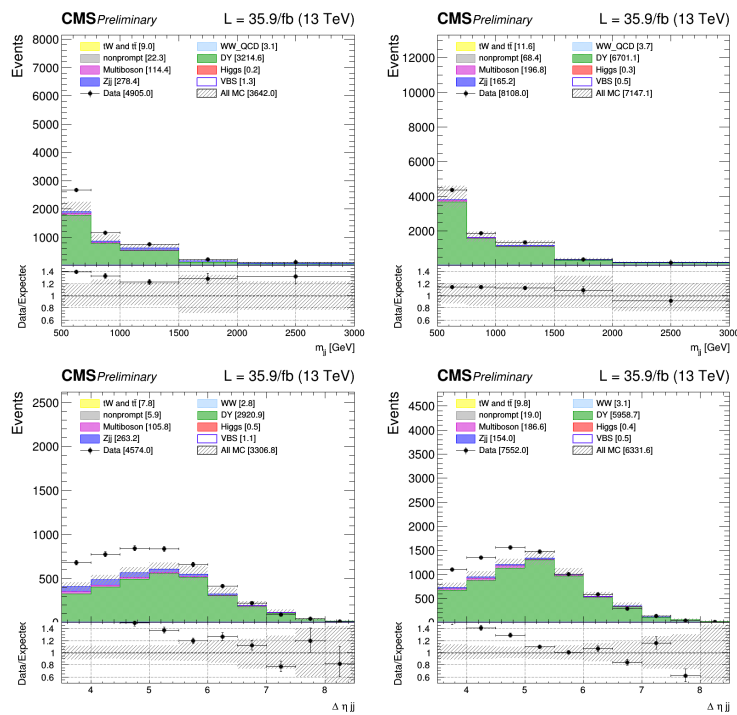 CMS Preliminary L = 35.9/fb (13 TeV)
Events
8000
7000
6000
5000
4000
3000
2000
1000
tW and tt̄ [9.0] WW_QCD [3.1]
nonprompt [22.3] DY [3214.6]
Multiboson [114.4] Higgs [0.2]
Zjj [278.4] VBS [1.3]
Data [4905.0] All MC [3642.0]
Data/Expected
1.4
1.2
1
0.8
0.6
500 1000 1500 2000 2500 3000
m_jj [GeV]
CMS Preliminary L = 35.9/fb (13 TeV)
Events
12000
10000
8000
6000
4000
2000
tW and tt̄ [11.6] WW_QCD [3.7]
nonprompt [68.4] DY [6701.1]
Multiboson [196.8] Higgs [0.3]
Zjj [165.2] VBS [0.5]
Data [8108.0] All MC [7147.1]
Data/Expected
1.4
1.2
1
0.8
0.6
500 1000 1500 2000 2500 3000
m_jj [GeV]
CMS Preliminary L = 35.9/fb (13 TeV)
Events
2500
2000
1500
1000
500
0
tW and tt̄ [7.8] WW [2.8]
nonprompt [5.9] DY [2920.9]
Multiboson [105.8] Higgs [0.5]
Zjj [263.2] VBS [1.1]
Data [4574.0] All MC [3306.8]
Data/Expected
1.4
1.2
1
0.8
0.6
4 5 6 7 8
Δ η jj
CMS Preliminary L = 35.9/fb (13 TeV)
Events
4500
4000
3500
3000
2500
2000
1500
1000
500
0
tW and tt̄ [9.8] WW [3.1]
nonprompt [19.0] DY [5958.7]
Multiboson [186.6] Higgs [0.4]
Zjj [154.0] VBS [0.5]
Data [7552.0] All MC [6331.6]
Data/Expected
1.4
1.2
1
0.8
0.6
4 5 6 7 8
Δ η jj